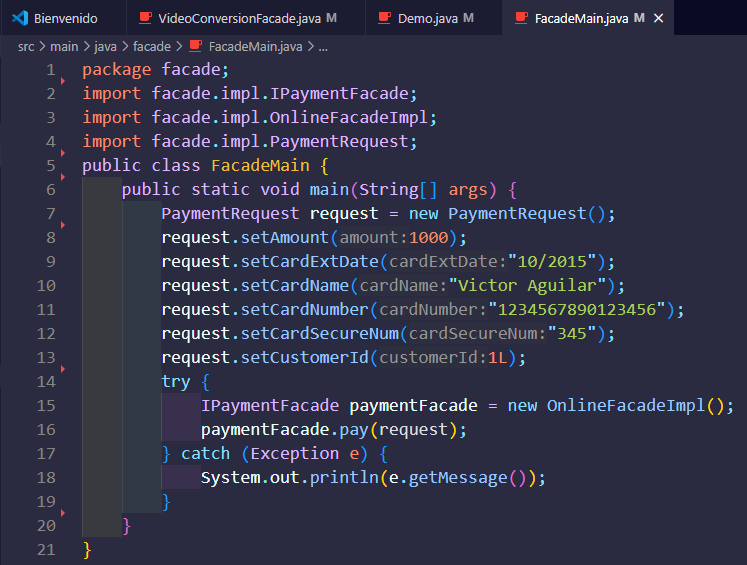 Bienvenido VideoConversionFacade.java M Demo.java M FacadeMain.java M ×
src > main > java > facade > FacadeMain.java > ...
1 package facade;
2 import facade.impl.IPaymentFacade;
3 import facade.impl.OnlineFacadeImpl;
4 import facade.impl.PaymentRequest;
5 public class FacadeMain {
6 public static void main(String[] args) {
7 PaymentRequest request = new PaymentRequest();
8 request.setAmount(amount:1000);
9 request.setCardExtDate(cardExtDate:"10/2015");
10 request.setCardName(cardName:"Victor Aguilar");
11 request.setCardNumber(cardNumber:"1234567890123456");
12 request.setCardSecureNum(cardSecureNum:"345");
13 request.setCustomerId(customerId:1L);
14 try {
15 IPaymentFacade paymentFacade = new OnlineFacadeImpl();
16 paymentFacade.pay(request);
17 } catch (Exception e) {
18 System.out.println(e.getMessage());
19 }
20 }
21 }